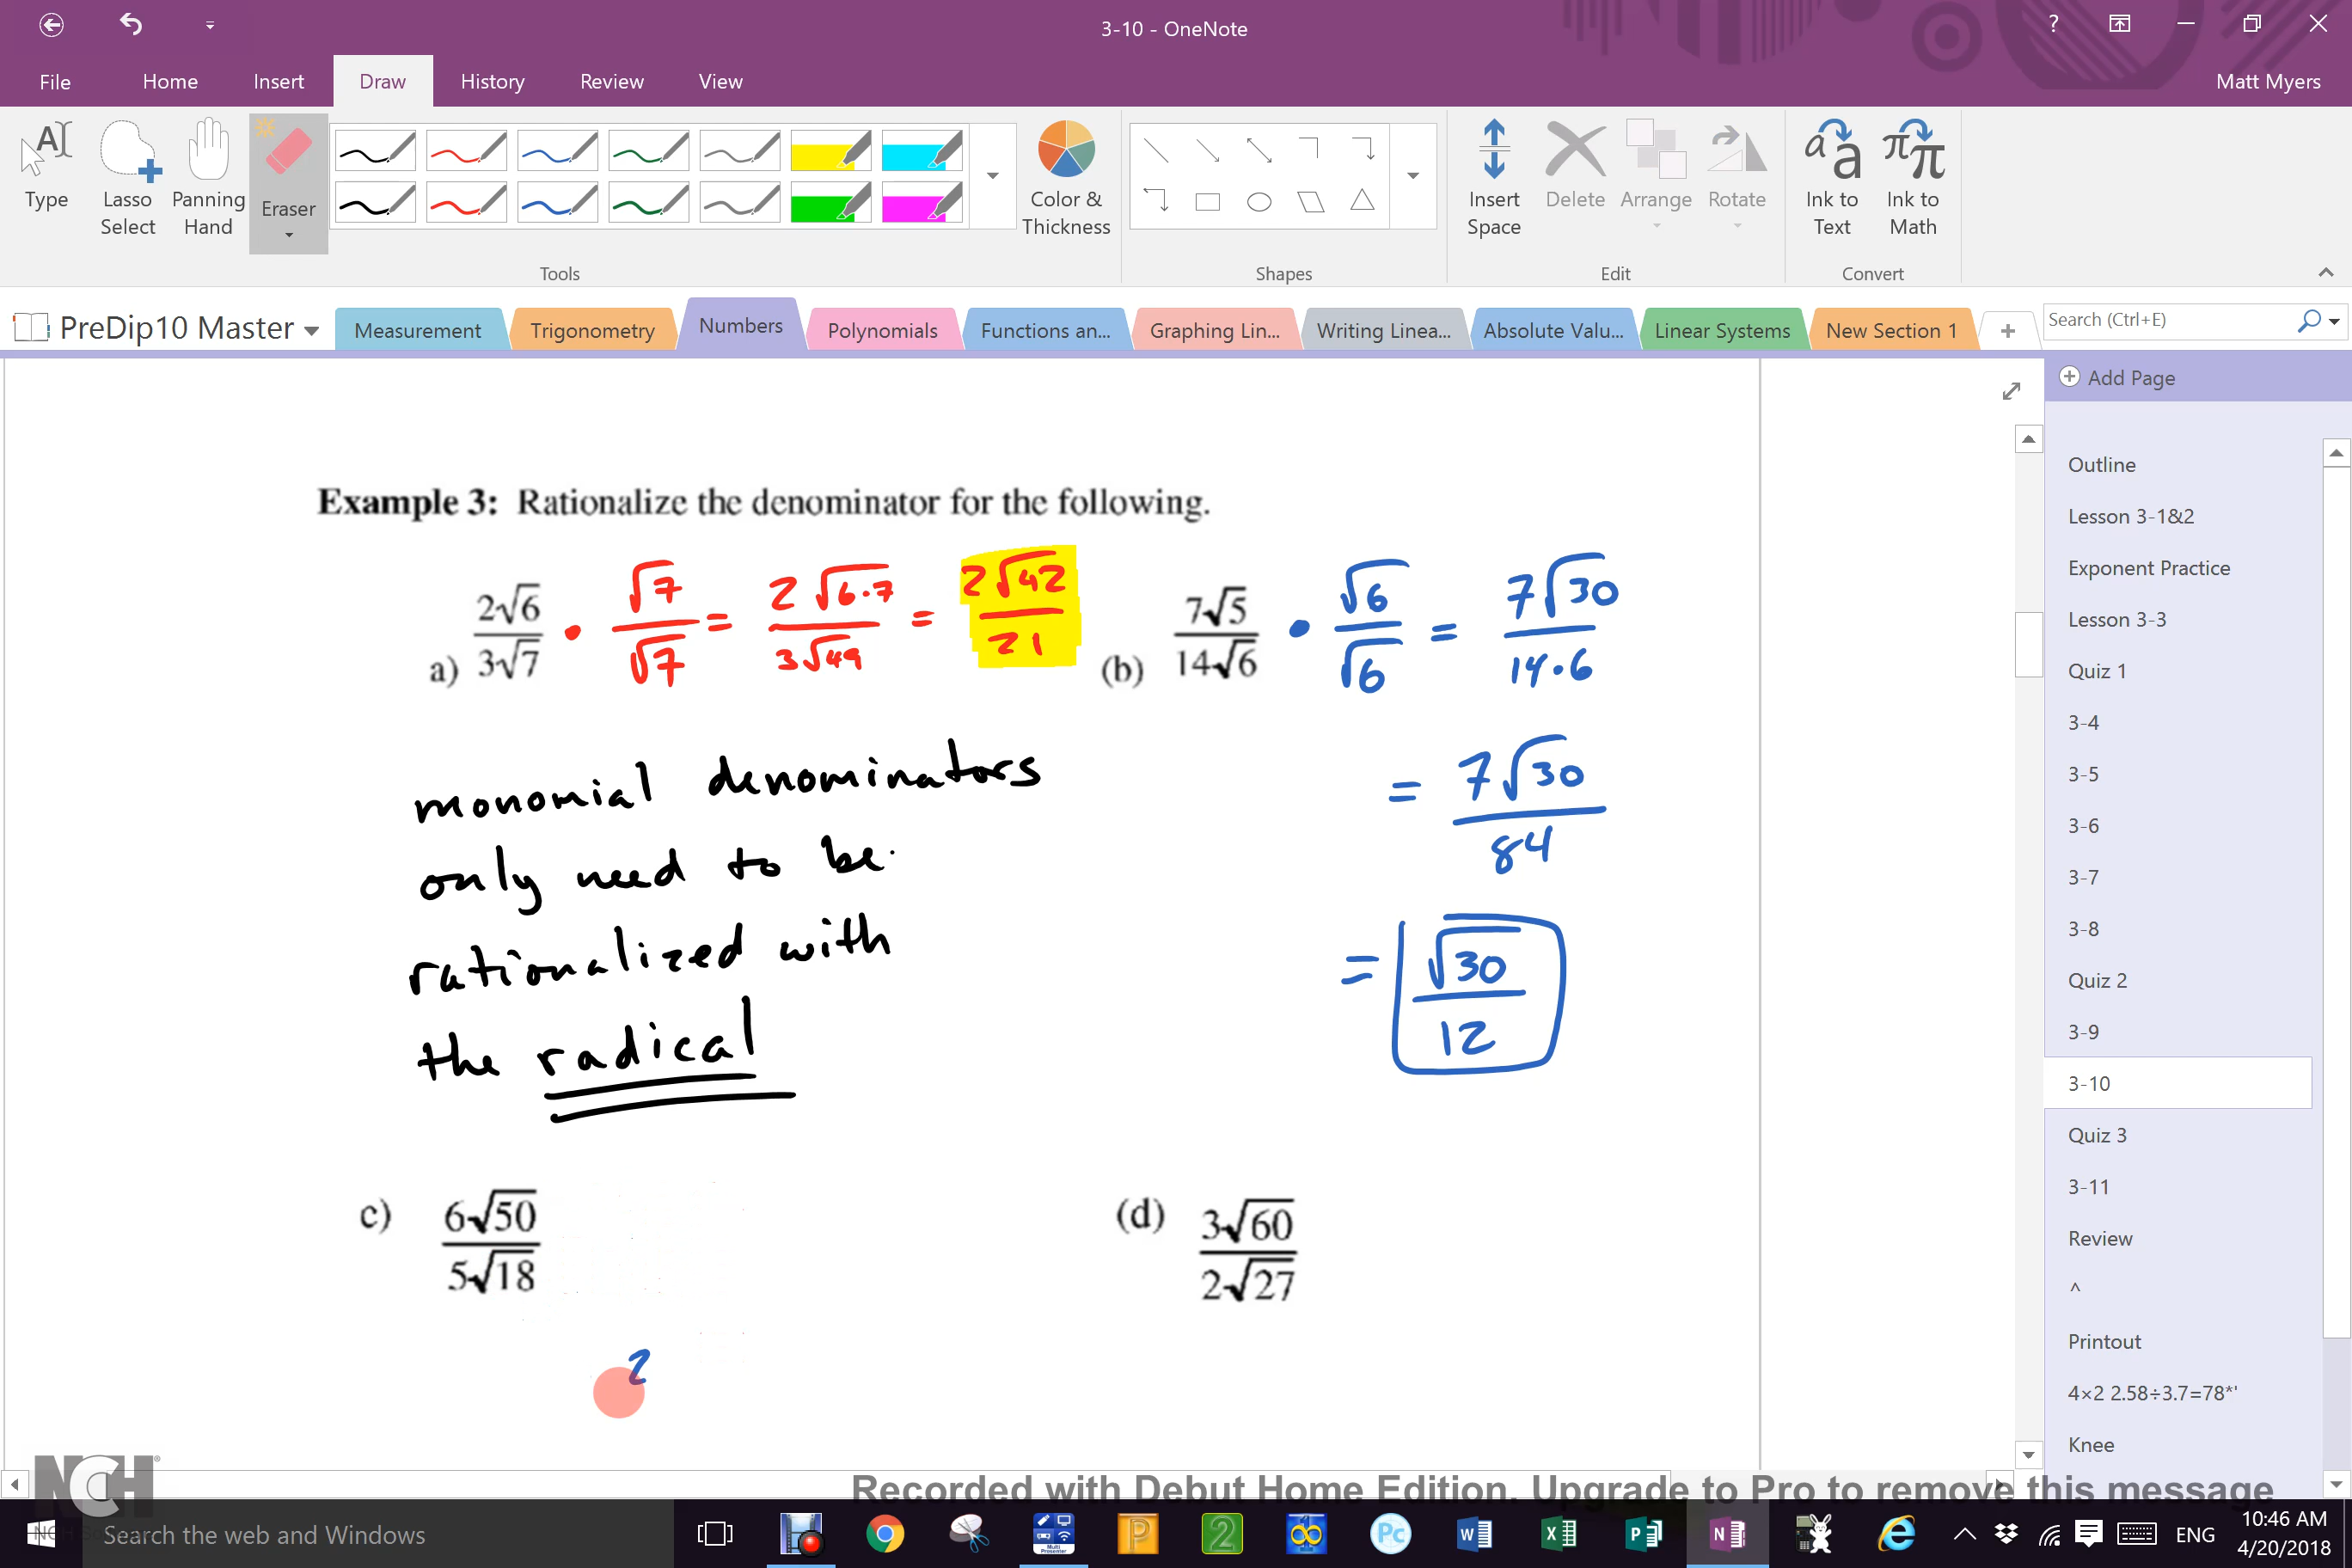 3-10 - OneNote
?
File Home Insert Draw History Review View Matt Myers
Type
Lasso Select
Panning Hand
Eraser
Color & Thickness
Insert Space
Delete
Arrange
Rotate
Ink to Text
Ink to Math
Tools Shapes Edit Convert
PreDip10 Master Measurement Trigonometry Numbers Polynomials Functions an... Graphing Lin... Writing Linea... Absolute Valu... Linear Systems New Section 1 + Search (Ctrl+E)
Add Page
Outline
Lesson 3-1&2
Exponent Practice
Lesson 3-3
Quiz 1
3-4
3-5
3-6
3-7
3-8
Quiz 2
3-9
3-10
Quiz 3
3-11
Review
^
Printout
4×2 2.58÷3.7=78*'
Knee
Example 3: Rationalize the denominator for the following.
a) 2√6/3√7 • √7/√7 = 2√6·7/3√49 = 2√42/21
(b) 7√5/14√6 • √6/√6 = 7√30/14·6
= 7√30/84
= √30/12
monomial denominators
only need to be
rationalized with
the radical
c) 6√50/5√18
(d) 3√60/2√27
2
NCH
Recorded with Debut Home Edition. Upgrade to Pro to remove this message
Search the web and Windows
ENG
10:46 AM
4/20/2018